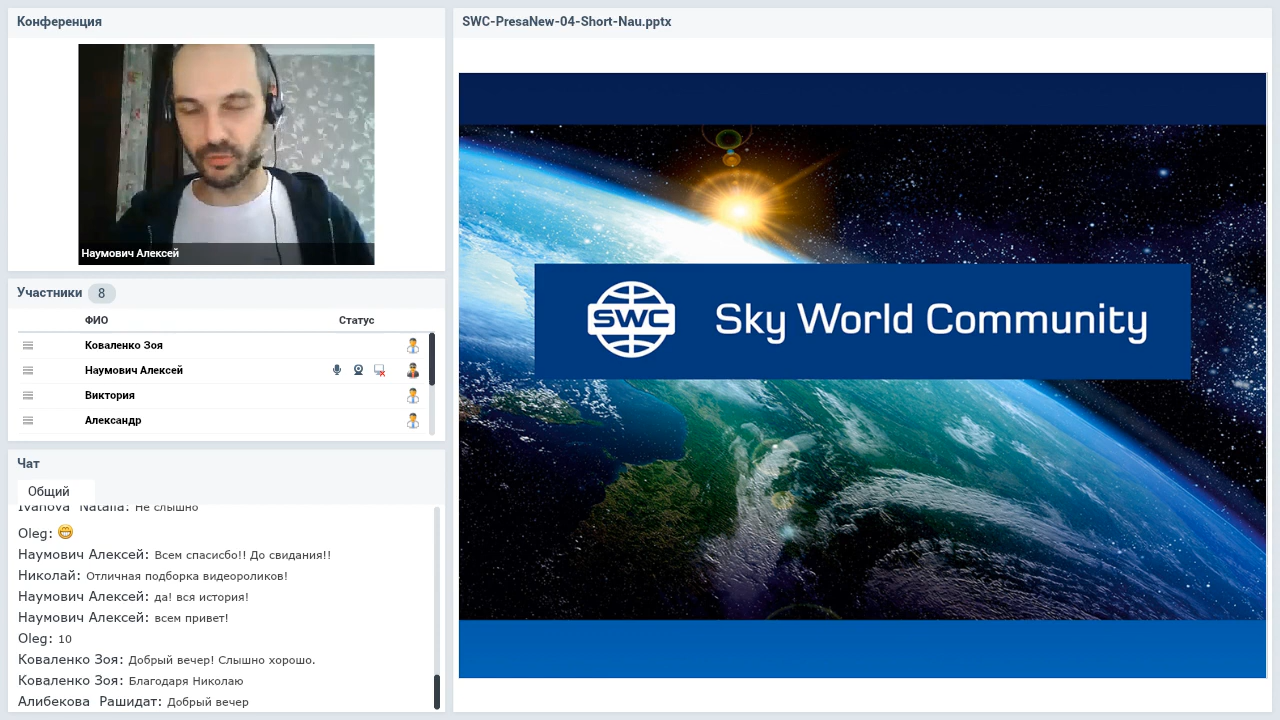 Конференция
Наумович Алексей
Участники 8
ФИО Статус
Коваленко Зоя
Наумович Алексей
Виктория
Александр
Чат
Общий
Ivanova Natalia: Не слышно
Oleg:
Наумович Алексей: Всем спасисбо!! До свидания!!
Николай: Отличная подборка видеороликов!
Наумович Алексей: да! вся история!
Наумович Алексей: всем привет!
Oleg: 10
Коваленко Зоя: Добрый вечер! Слышно хорошо.
Коваленко Зоя: Благодаря Николаю
Алибекова Рашидат: Добрый вечер
SWC-PresaNew-04-Short-Nau.pptx
SWC Sky World Community